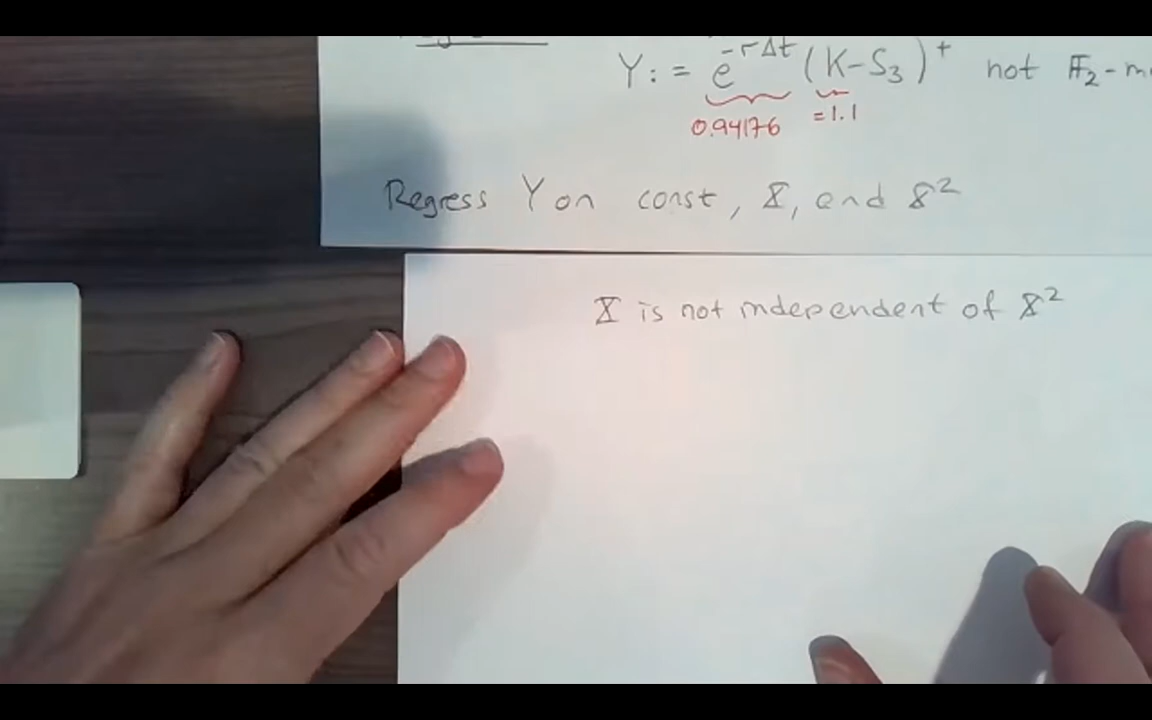 Y := e^{-rΔt} (K-S_3)^+ not F_2-m
0.94176 =1.1
Regress Y on const, X, and X^2
X is not independent of X^2